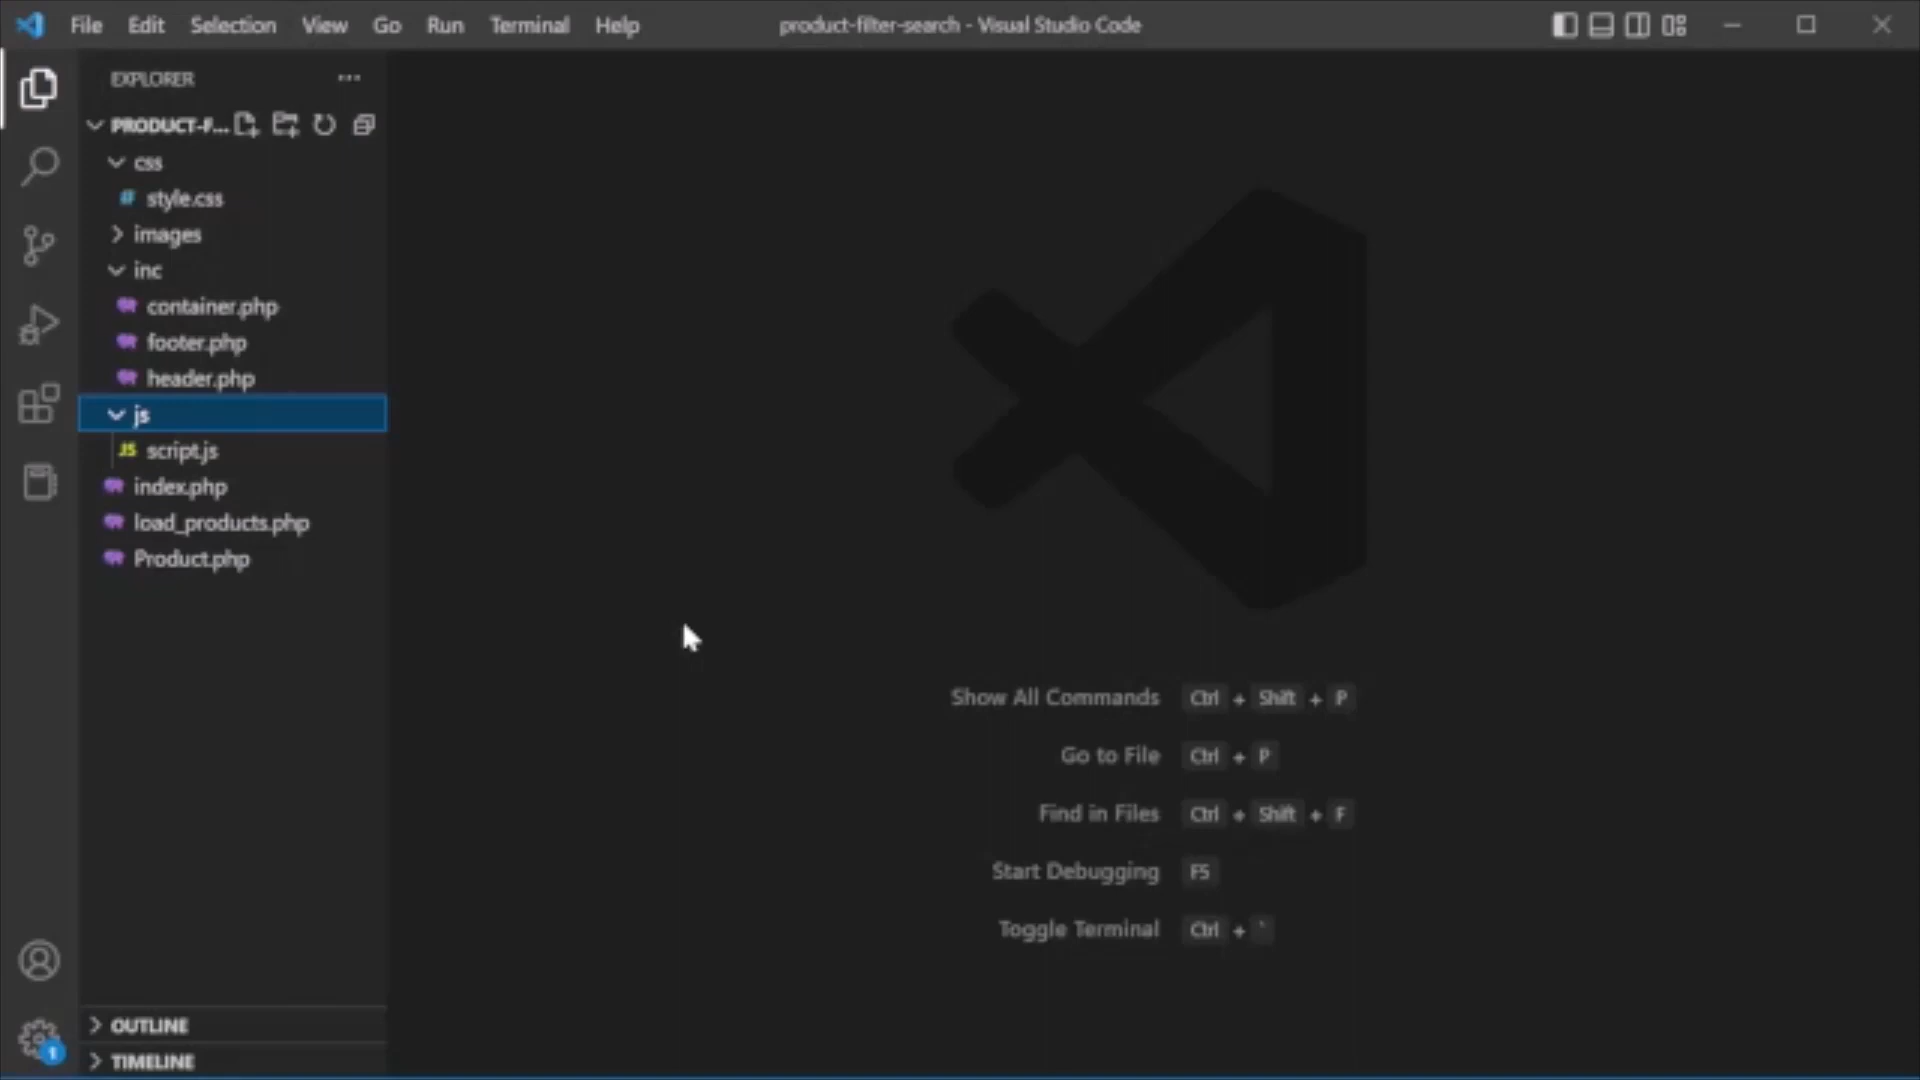 File Edit Selection View Go Run Terminal Help
product-filter-search - Visual Studio Code
EXPLORER
PRODUCT-F...
css
# style.css
images
inc
container.php
footer.php
header.php
js
JS script.js
index.php
load_products.php
Product.php
Show All Commands Ctrl + Shift + P
Go to File Ctrl + P
Find in Files Ctrl + Shift + F
Start Debugging F5
Toggle Terminal Ctrl + `
OUTLINE
1
TIMELINE